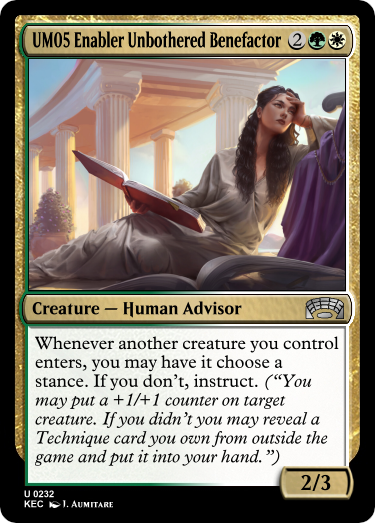 UM05 Enabler Unbothered Benefactor 2
Creature — Human Advisor
Whenever another creature you control
enters, you may have it choose a
stance. If you don't, instruct. (“You
may put a +1/+1 counter on target
creature. If you didn't you may reveal a
Technique card you own from outside the
game and put it into your hand.”)
2/3
U 0232
KEC I. Aumitare